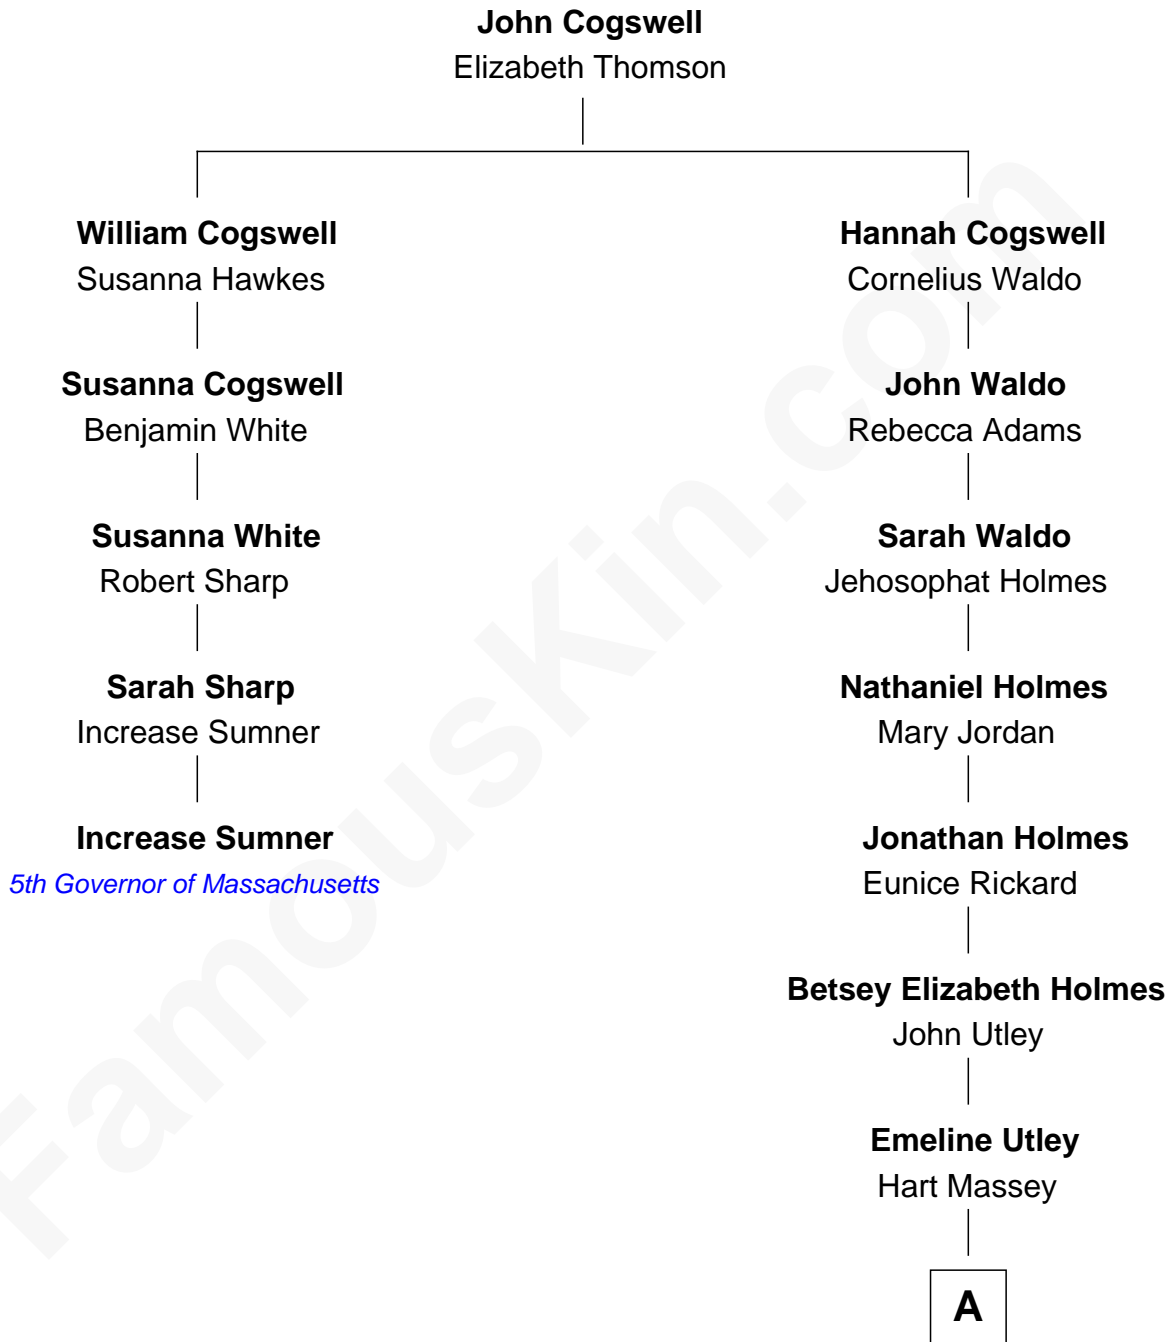 John Cogswell
Elizabeth Thomson
William Cogswell
Susanna Hawkes
Susanna Cogswell
Benjamin White
Susanna White
Robert Sharp
Sarah Sharp
Increase Sumner
Increase Sumner
5th Governor of Massachusetts
Hannah Cogswell
Cornelius Waldo
John Waldo
Rebecca Adams
Sarah Waldo
Jehosophat Holmes
Nathaniel Holmes
Mary Jordan
Jonathan Holmes
Eunice Rickard
Betsey Elizabeth Holmes
John Utley
Emeline Utley
Hart Massey
A
FamousKin.com